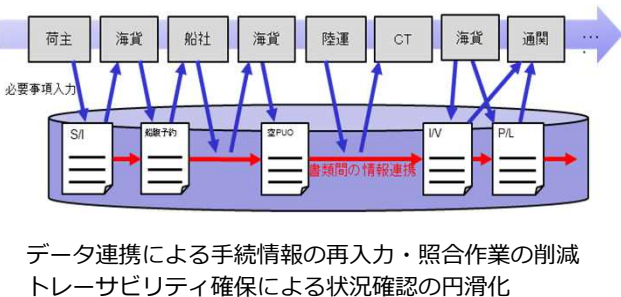 荷主 海貨 船社 海貨 陸運 CT 海貨 通関 ・・・
必要事項入力
S/I 船腹予約 空PUO I/V P/L
書類間の情報連携
データ連携による手続情報の再入力・照合作業の削減
トレーサビリティ確保による状況確認の円滑化